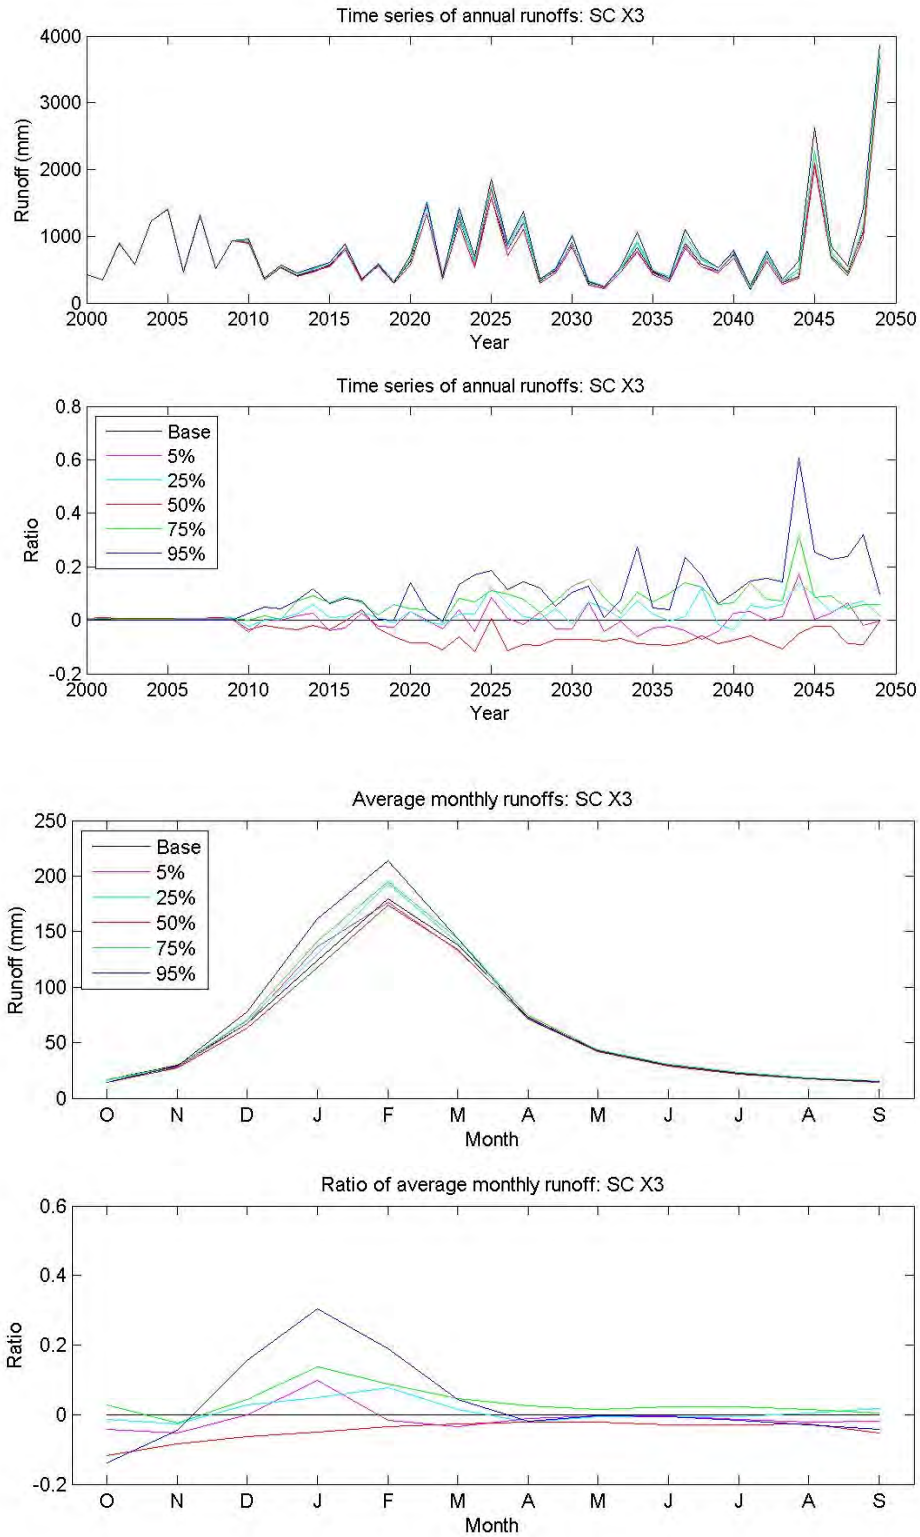 Time series of annual runoffs: SC X3
4000
3000
2000
1000
0
Runoff (mm)
2000 2005 2010 2015 2020 2025 2030 2035 2040 2045 2050
Year
Time series of annual runoffs: SC X3
0.8
0.6
0.4
0.2
0
-0.2
Ratio
Base
5%
25%
50%
75%
95%
2000 2005 2010 2015 2020 2025 2030 2035 2040 2045 2050
Year
Average monthly runoffs: SC X3
250
200
150
100
50
0
Runoff (mm)
Base
5%
25%
50%
75%
95%
O N D J F M A M J J A S
Month
Ratio of average monthly runoff: SC X3
0.6
0.4
0.2
0
-0.2
Ratio
O N D J F M A M J J A S
Month